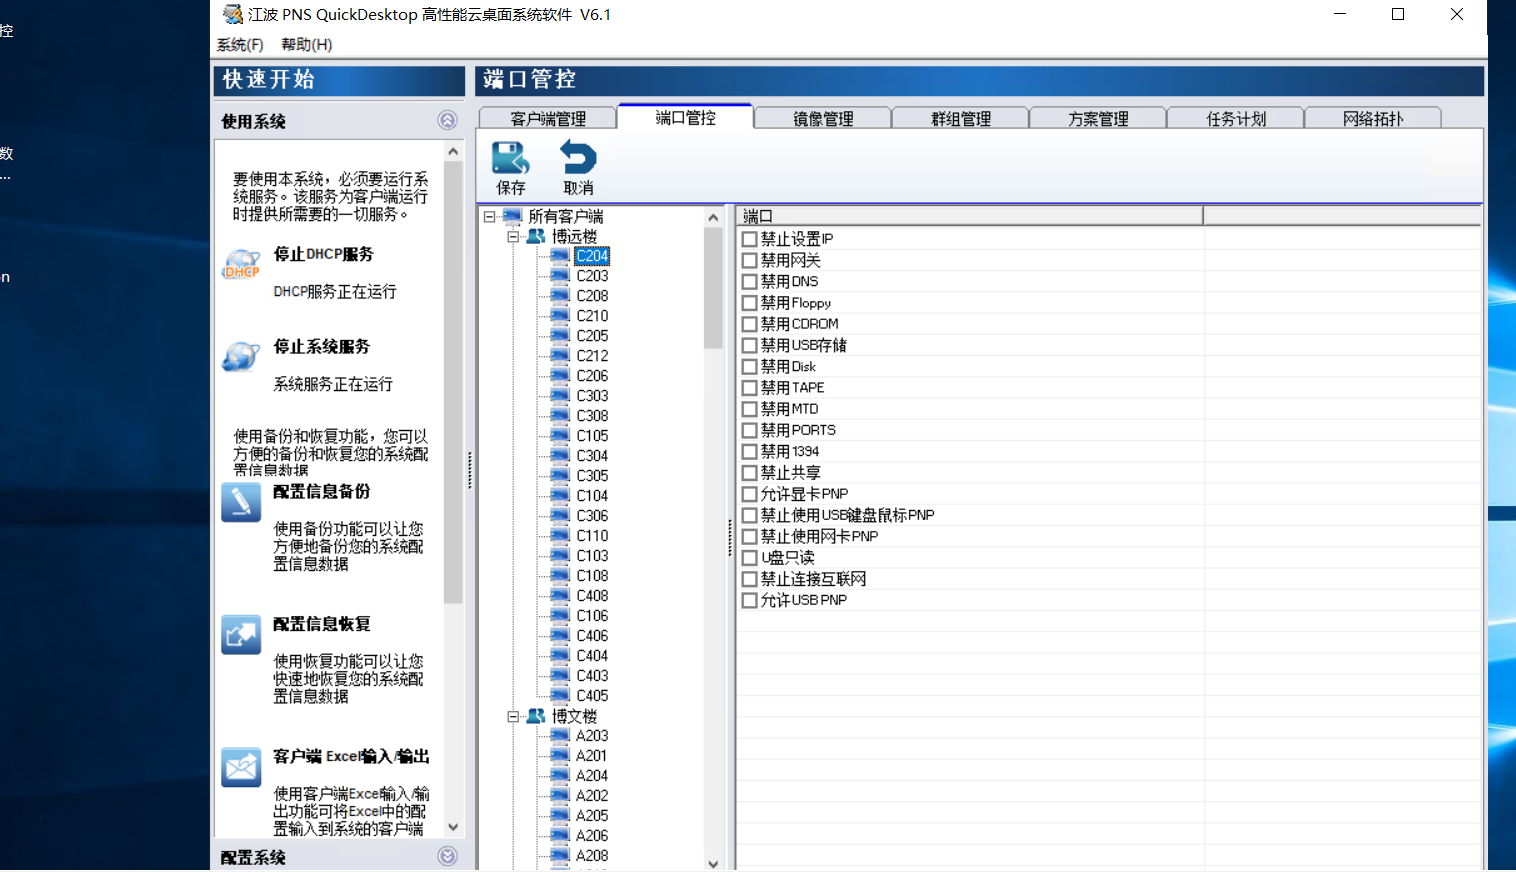 江波 PNS QuickDesktop 高性能云桌面系统软件 V6.1
控
系统(F) 帮助(H)
快速开始
端口管控
使用系统
客户端管理
端口管控
镜像管理
群组管理
方案管理
任务计划
网络拓扑
数
...
on
要使用本系统，必须要运行系
统服务。该服务为客户端运行
时提供所需要的一切服务。
停止DHCP服务
DHCP
DHCP服务正在运行
停止系统服务
系统服务正在运行
使用备份和恢复功能，您可以
方便的备份和恢复您的系统配
置信息数据
配置信息备份
使用备份功能可以让您
方便地备份您的系统配
置信息数据
配置信息恢复
使用恢复功能可以让您
快速地恢复您的系统配
置信息数据
客户端 Excel输入/输出
使用客户端Excel输入/输
出功能可将Excel中的配
置输入到系统的客户端
配置系统
保存
取消
所有客户端
博远楼
C204
C203
C208
C210
C205
C212
C206
C303
C308
C105
C304
C305
C104
C306
C110
C103
C108
C408
C106
C406
C404
C403
C405
博文楼
A203
A201
A204
A202
A205
A206
A208
端口
禁止设置IP
禁用网关
禁用DNS
禁用Floppy
禁用CDROM
禁用USB存储
禁用Disk
禁用TAPE
禁用MTD
禁用PORTS
禁用1394
禁止共享
允许显卡PNP
禁止使用USB键盘鼠标PNP
禁止使用网卡PNP
U盘只读
禁止连接互联网
允许USB PNP